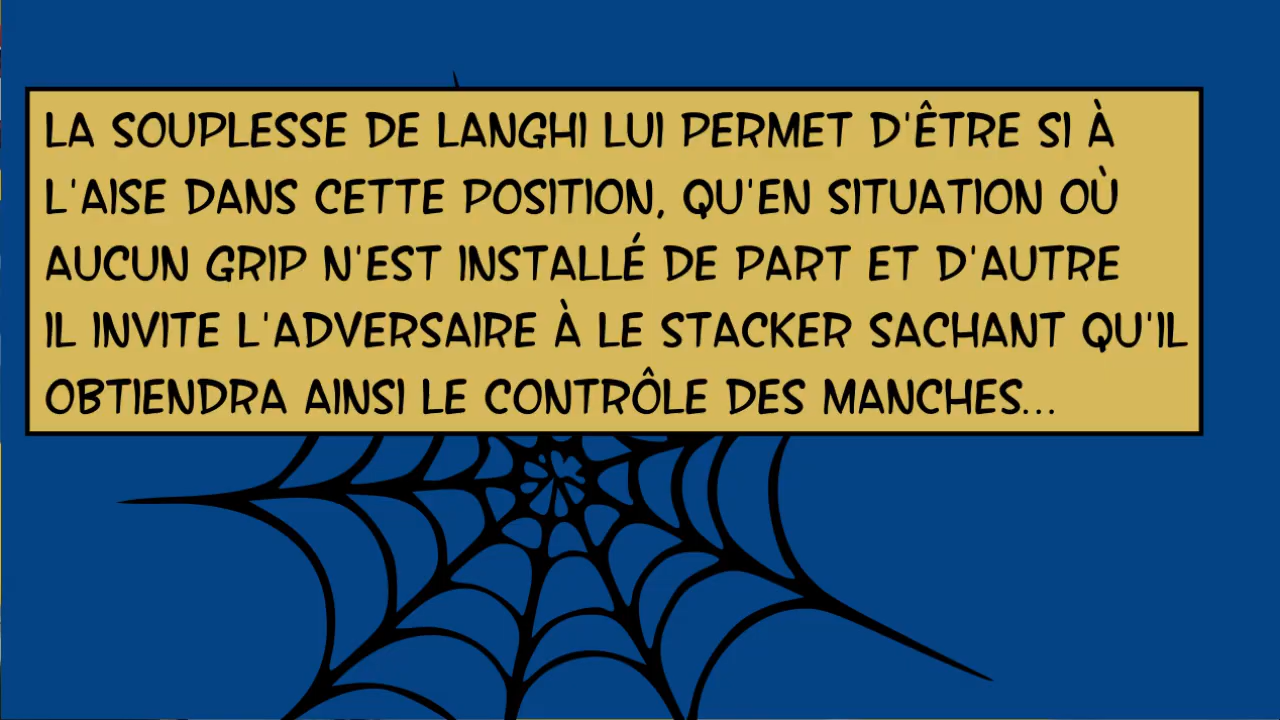 LA SOUPLESSE DE LANGHI LUI PERMET D'ÊTRE SI À
L'AISE DANS CETTE POSITION, QU'EN SITUATION OÙ
AUCUN GRIP N'EST INSTALLÉ DE PART ET D'AUTRE
IL INVITE L'ADVERSAIRE À LE STACKER SACHANT QU'IL
OBTIENDRA AINSI LE CONTRÔLE DES MANCHES...